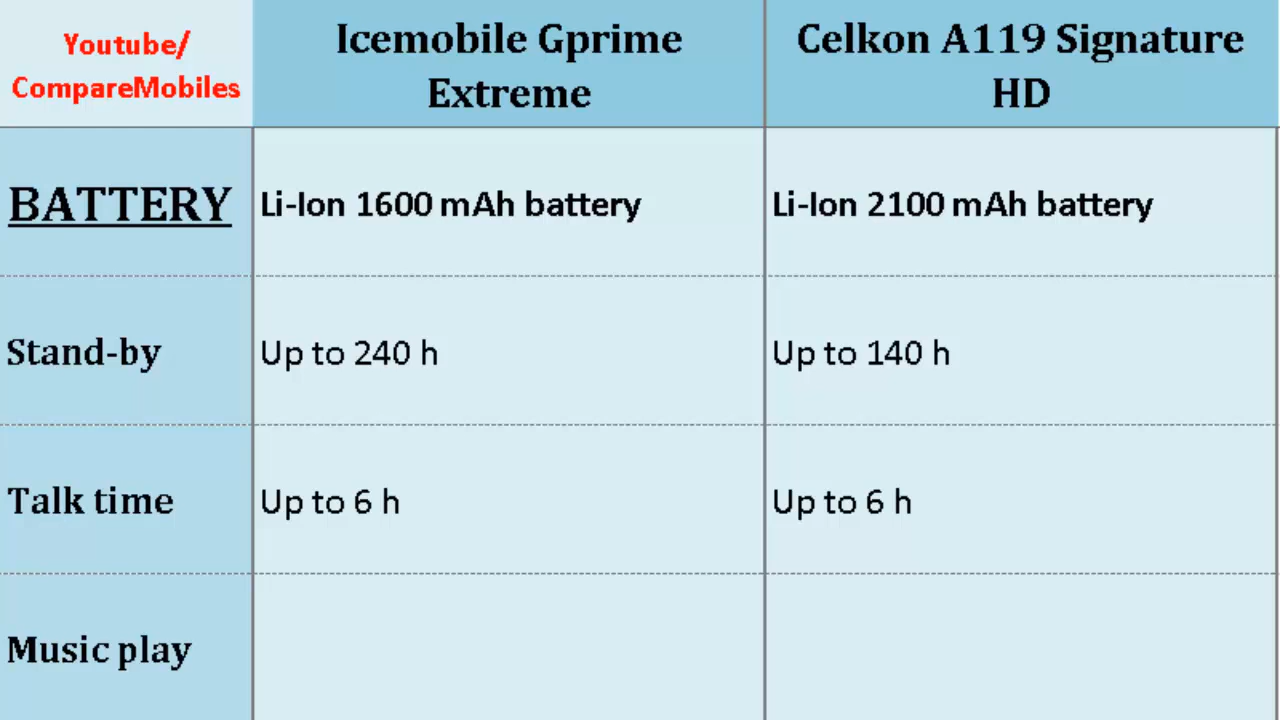 Youtube/
CompareMobiles
Icemobile Gprime
Extreme
Celkon A119 Signature
HD
BATTERY
Li-Ion 1600 mAh battery
Li-Ion 2100 mAh battery
Stand-by
Up to 240 h
Up to 140 h
Talk time
Up to 6 h
Up to 6 h
Music play